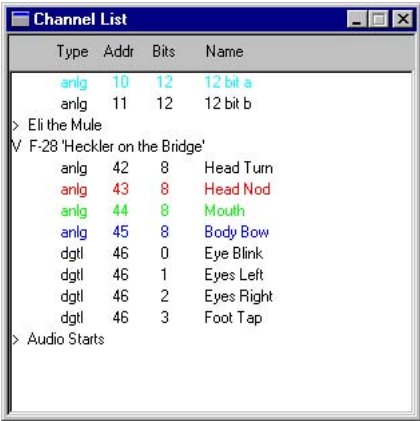 Channel List
Type Addr Bits Name
anlg 10 12 12 bit a
anlg 11 12 12 bit b
> Eli the Mule
V F-28 'Heckler on the Bridge'
anlg 42 8 Head Turn
anlg 43 8 Head Nod
anlg 44 8 Mouth
anlg 45 8 Body Bow
dgtl 46 0 Eye Blink
dgtl 46 1 Eyes Left
dgtl 46 2 Eyes Right
dgtl 46 3 Foot Tap
> Audio Starts